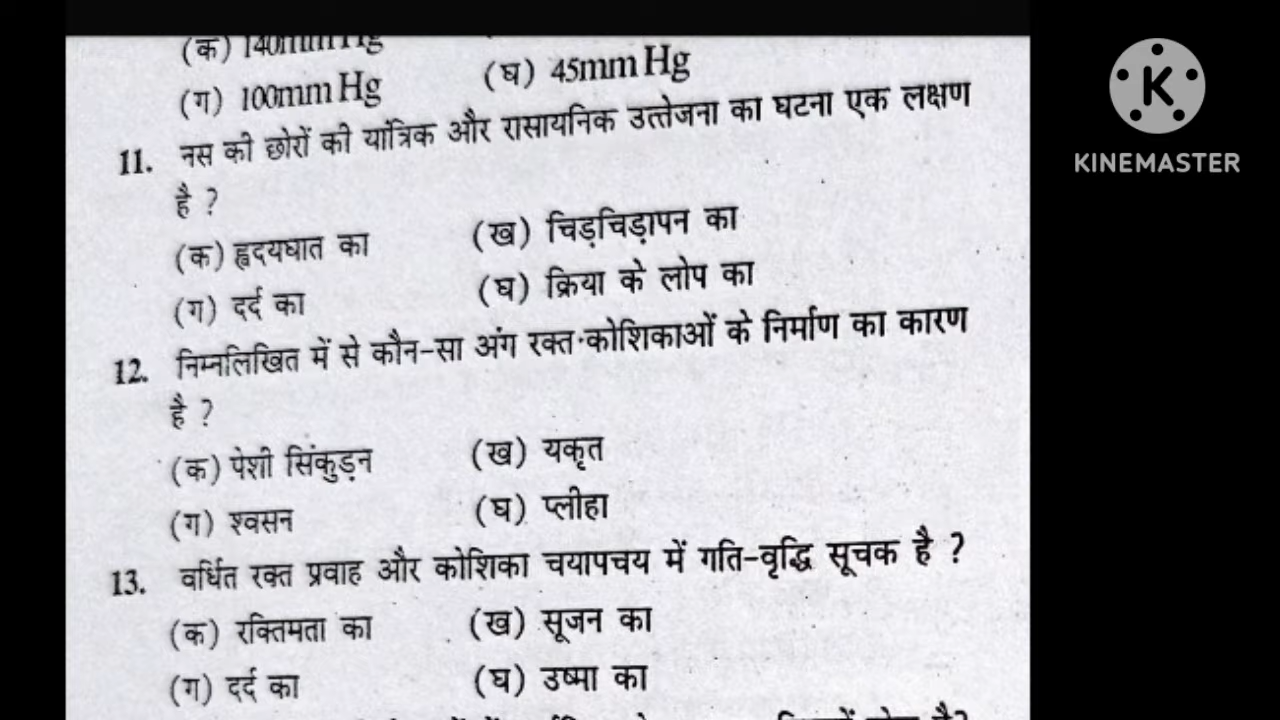 (क) 140mm Hg
(ग) 100mm Hg (घ) 45mm Hg
11. नस की छोरों की यांत्रिक और रासायनिक उत्तेजना का घटना एक लक्षण
है ?
(क) हृदयघात का (ख) चिड़चिड़ापन का
(ग) दर्द का (घ) क्रिया के लोप का
12. निम्नलिखित में से कौन-सा अंग रक्त-कोशिकाओं के निर्माण का कारण
है ?
(क) पेशी सिंकुड़न (ख) यकृत
(ग) श्वसन (घ) प्लीहा
13. वर्धित रक्त प्रवाह और कोशिका चयापचय में गति-वृद्धि सूचक है ?
(क) रक्तिमता का (ख) सूजन का
(ग) दर्द का (घ) उष्मा का
K
KINEMASTER